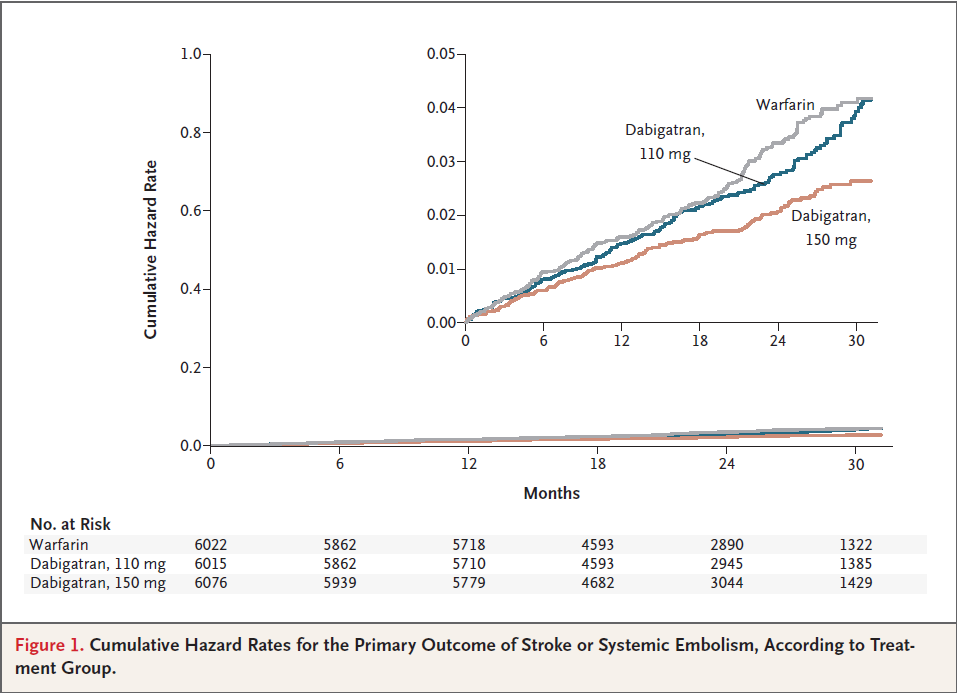 1.0
0.8
0.6
0.4
0.2
0.0
Cumulative Hazard Rate
0.05
0.04
0.03
0.02
0.01
0.00
Warfarin
Dabigatran,
110 mg
Dabigatran,
150 mg
0 6 12 18 24 30
0 6 12 18 24 30
Months
No. at Risk
Warfarin 6022 5862 5718 4593 2890 1322
Dabigatran, 110 mg 6015 5862 5710 4593 2945 1385
Dabigatran, 150 mg 6076 5939 5779 4682 3044 1429
Figure 1. Cumulative Hazard Rates for the Primary Outcome of Stroke or Systemic Embolism, According to Treat-
ment Group.